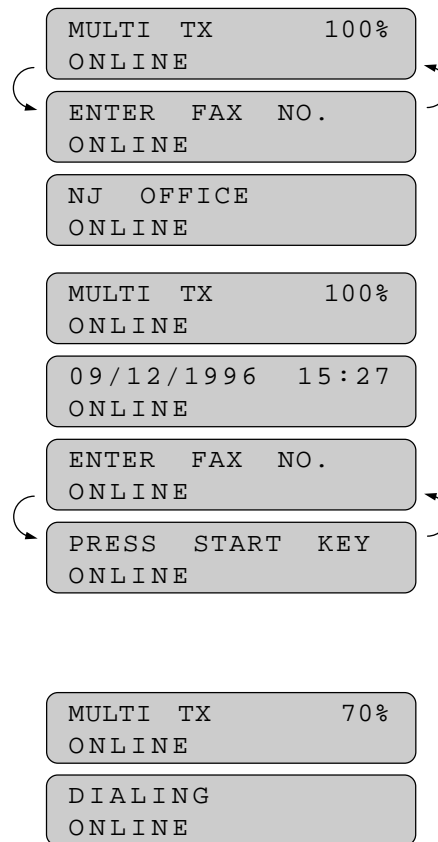 MULTI TX 100%
ONLINE
ENTER FAX NO.
ONLINE
NJ OFFICE
ONLINE
MULTI TX 100%
ONLINE
09/12/1996 15:27
ONLINE
ENTER FAX NO.
ONLINE
PRESS START KEY
ONLINE
MULTI TX 70%
ONLINE
DIALING
ONLINE